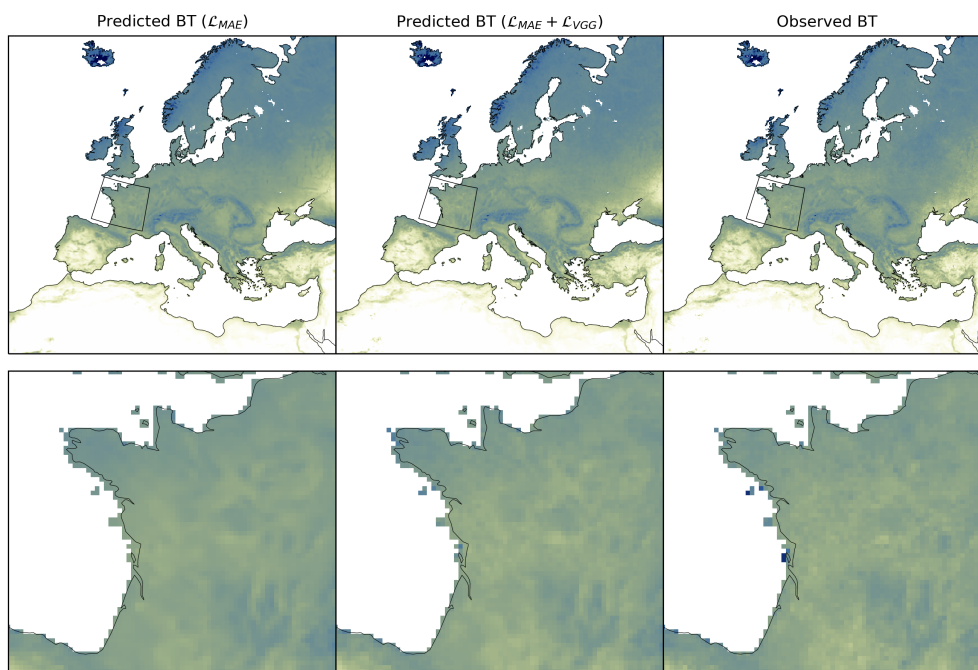 Predicted BT (ℒ_MAE)
Predicted BT (ℒ_MAE + ℒ_VGG)
Observed BT